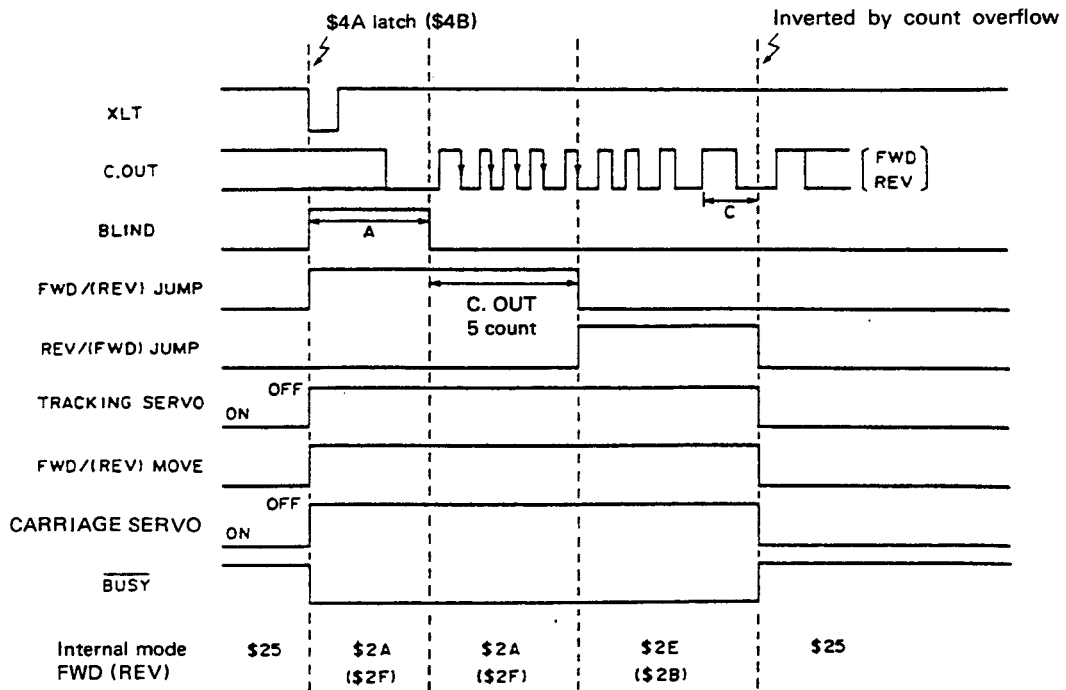 $4A latch ($4B)
Inverted by count overflow
XLT
C.OUT
FWD
REV
C
BLIND
A
FWD/(REV) JUMP
C. OUT
5 count
REV/(FWD) JUMP
OFF
TRACKING SERVO
ON
FWD/(REV) MOVE
OFF
CARRIAGE SERVO
ON
BUSY
Internal mode $25 $2A $2A $2E $25
FWD (REV) ($2F) ($2F) ($2B)